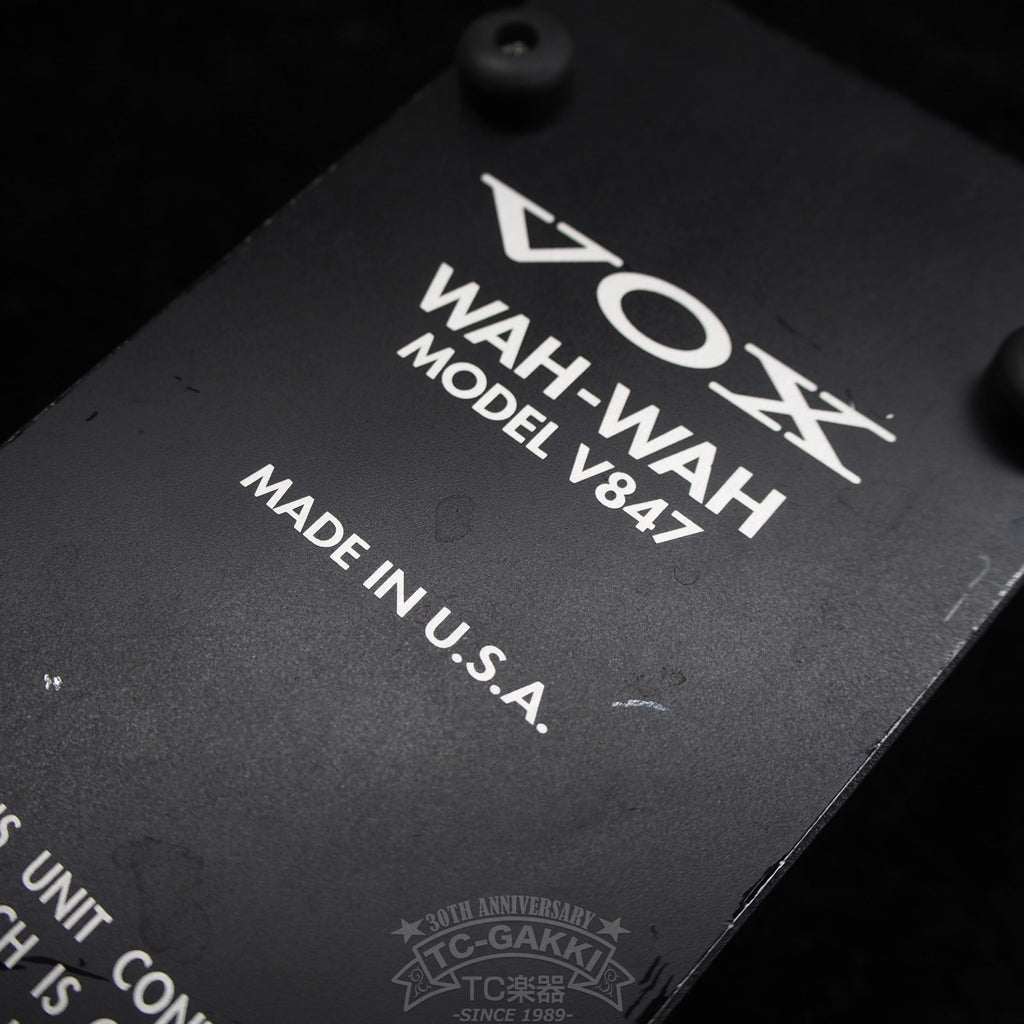 VOX
WAH-WAH
MODEL V847
MADE IN U.S.A.
UNIT
IS
30TH ANNIVERSARY
TC-GAKKI
TC楽器
-SINCE 1989-